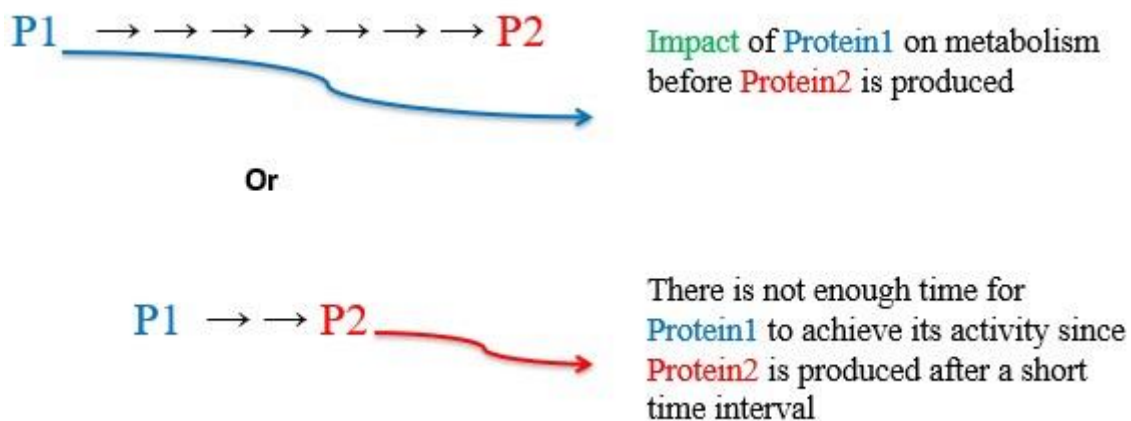 P1 → → → → → → → P2
Impact of Protein1 on metabolism
before Protein2 is produced
Or
P1 → → P2
There is not enough time for
Protein1 to achieve its activity since
Protein2 is produced after a short
time interval